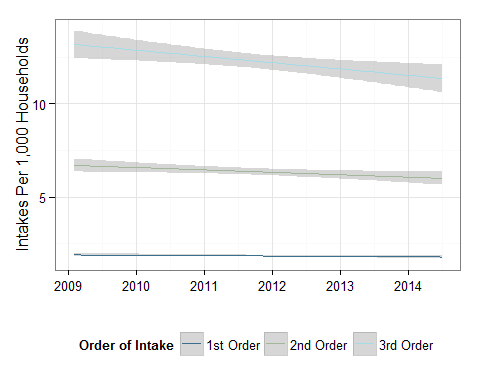 Intakes Per 1,000 Households
10
5
2009 2010 2011 2012 2013 2014
Order of Intake 1st Order 2nd Order 3rd Order